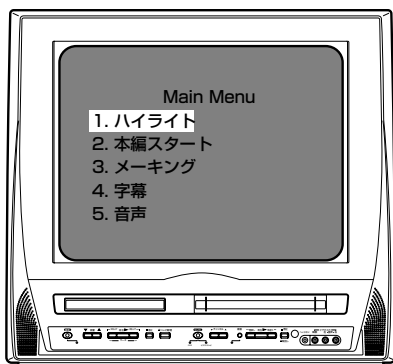 Main Menu
1. ハイライト
2. 本編スタート
3. メーキング
4. 字幕
5. 音声